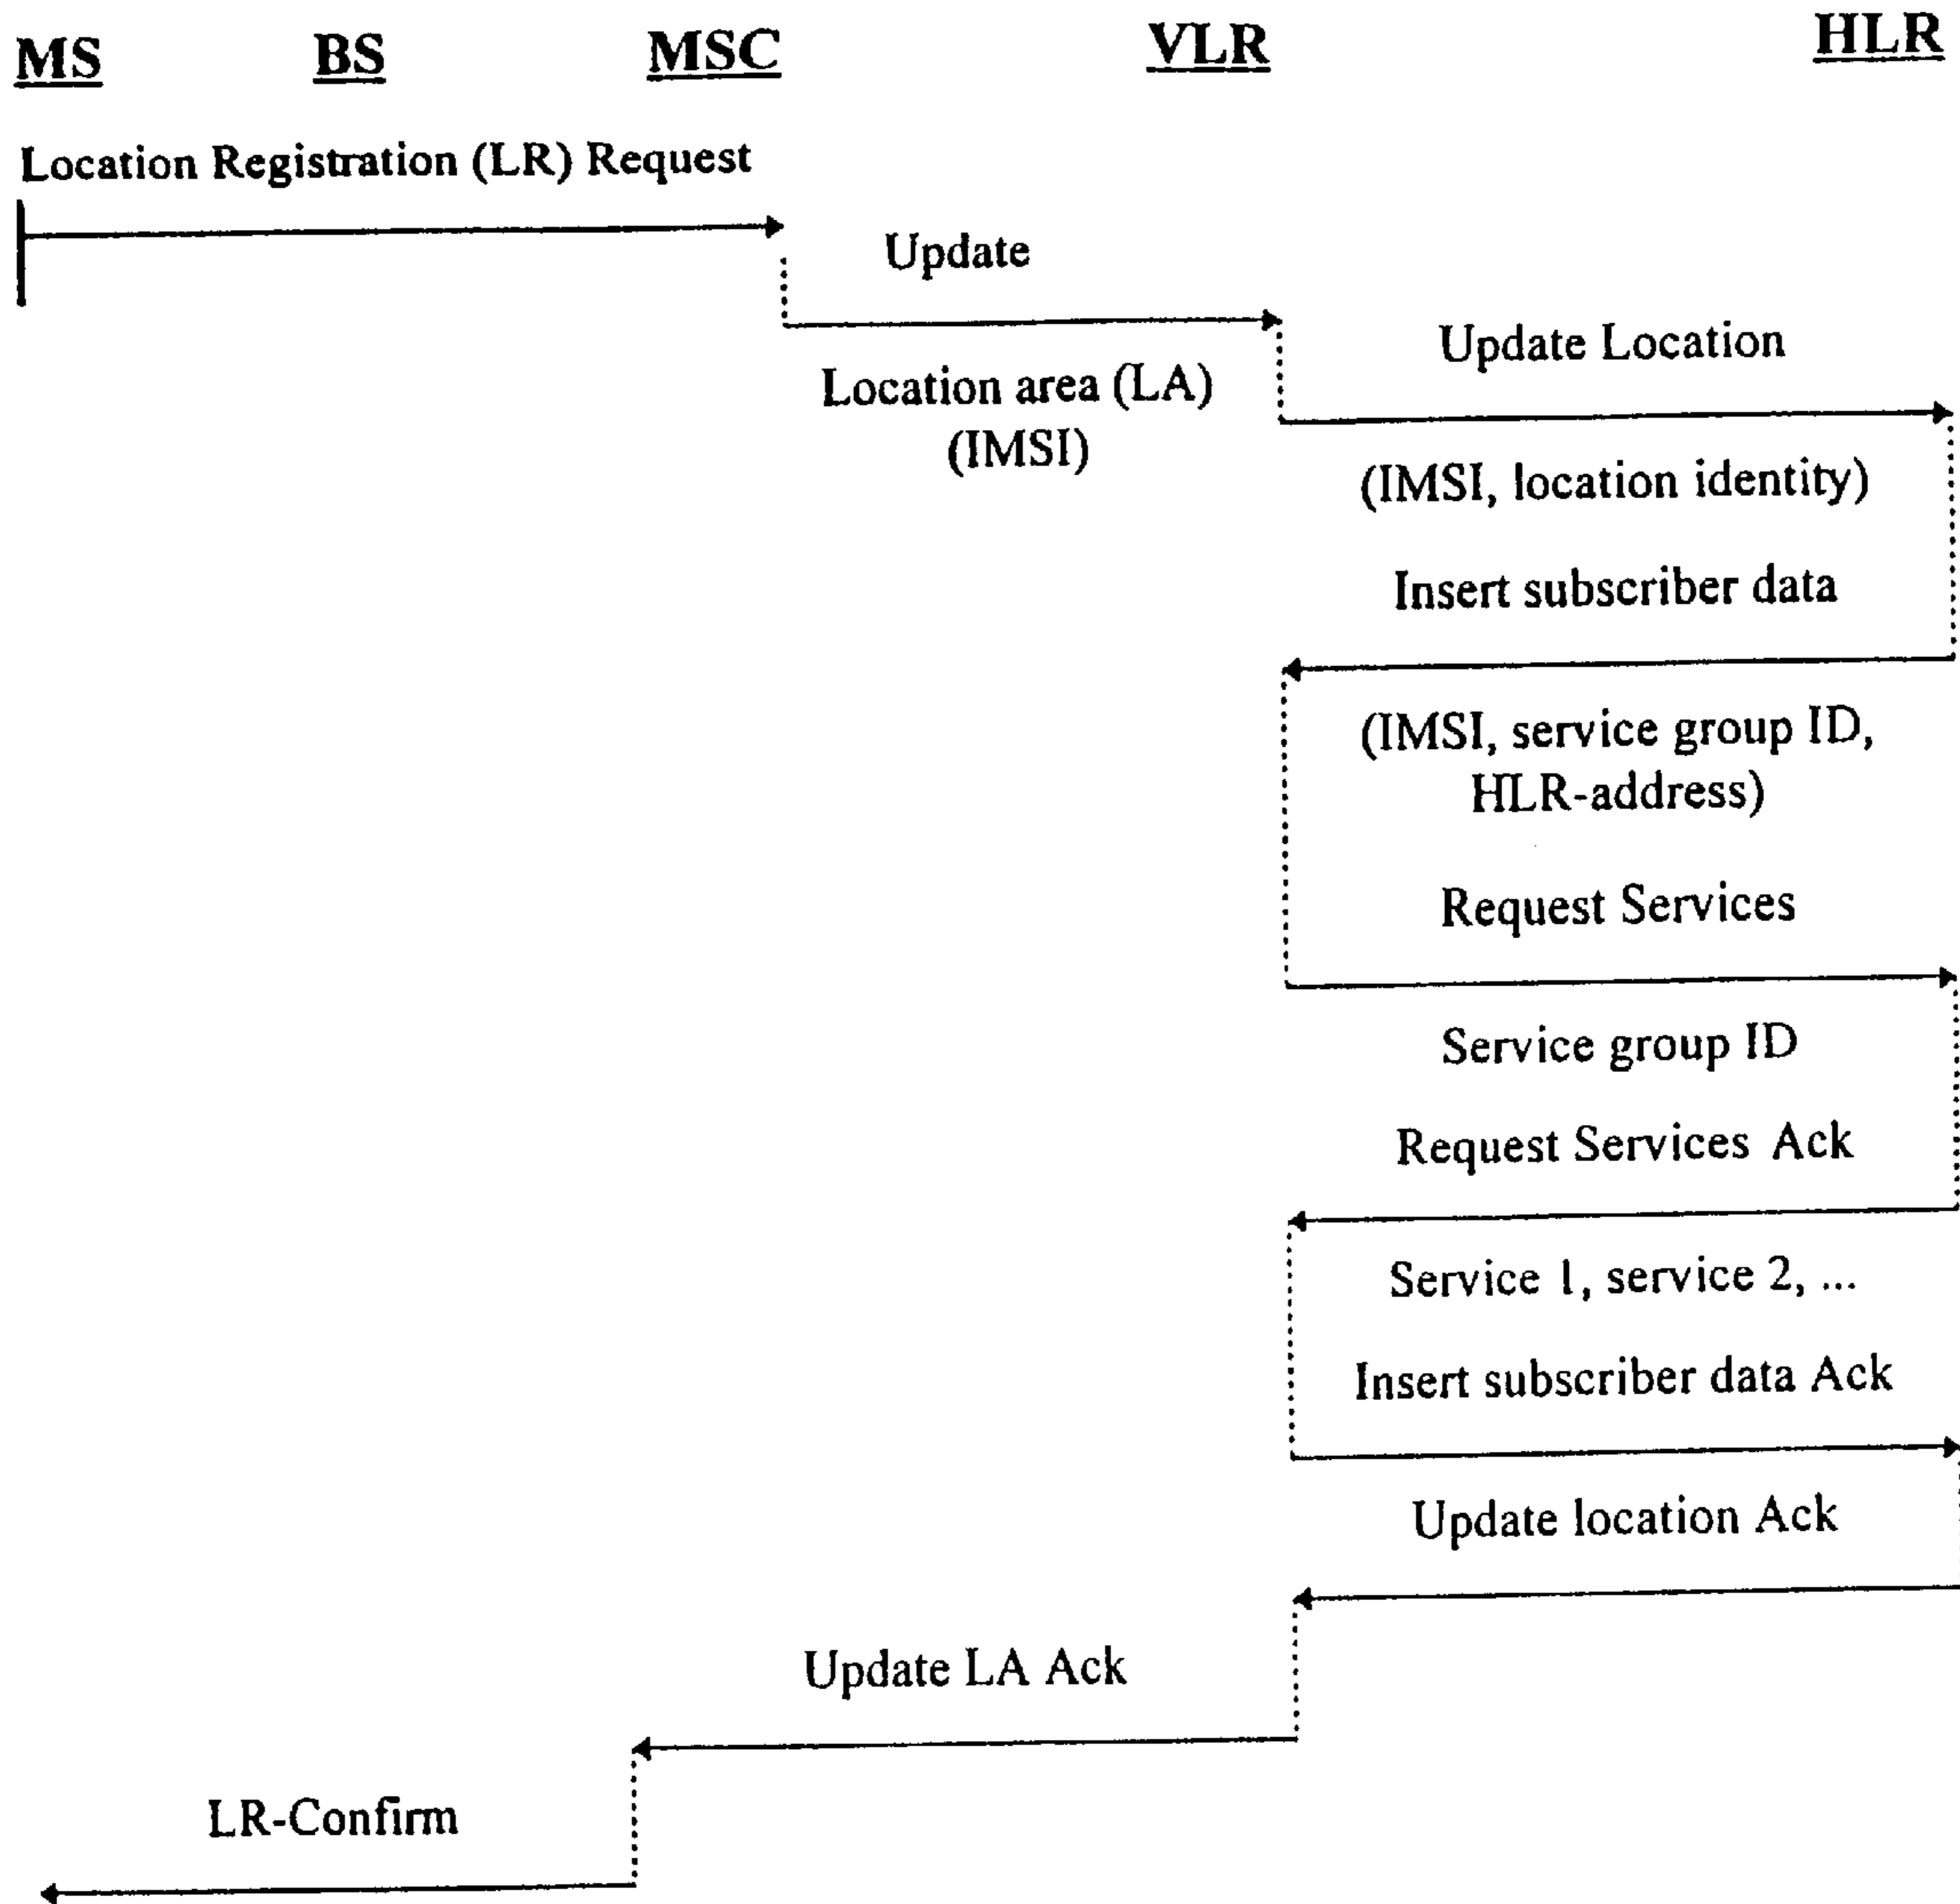 MS BS MSC VLR HLR
Location Registration (LR) Request
Update
Update Location
Location area (LA)
(IMSI)
(IMSI, location identity)
Insert subscriber data
(IMSI, service group ID,
HLR-address)
Request Services
Service group ID
Request Services Ack
Service 1, service 2, ...
Insert subscriber data Ack
Update location Ack
Update LA Ack
LR-Confirm